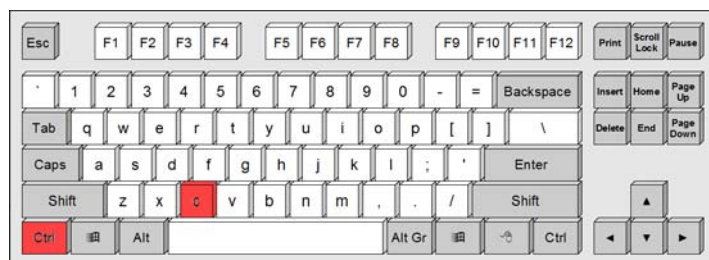 Esc F1 F2 F3 F4 F5 F6 F7 F8 F9 F10 F11 F12 Print Scroll Lock Pause
` 1 2 3 4 5 6 7 8 9 0 - = Backspace Insert Home Page Up
Tab q w e r t y u i o p [ ] \ Delete End Page Down
Caps a s d f g h j k l ; ' Enter
Shift z x c v b n m , . / Shift ▲
Ctrl Alt Alt Gr Ctrl ◄ ▼ ►